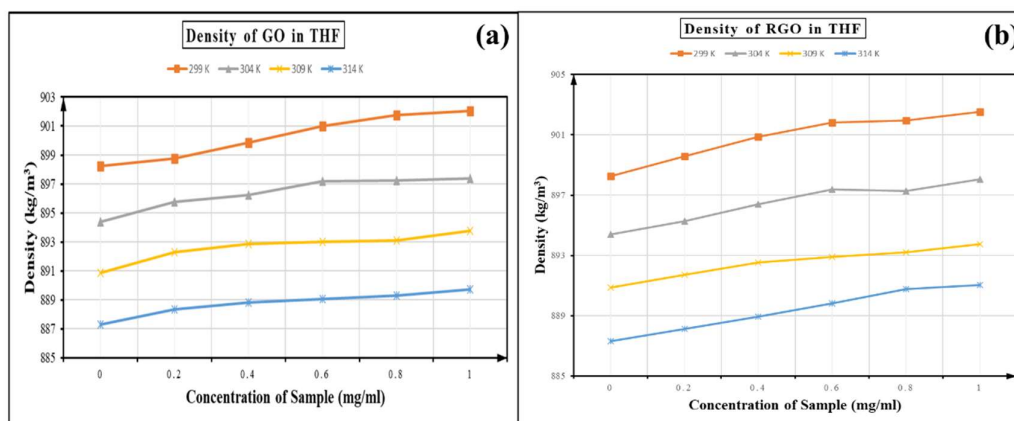 Density of GO in THF
(a)
299 K 304 K 309 K 314 K
903
901
899
897
895
893
891
889
887
885
Density (kg/m³)
0 0.2 0.4 0.6 0.8 1
Concentration of Sample (mg/ml)
Density of RGO in THF
(b)
299 K 304 K 309 K 314 K
905
901
897
893
889
885
Density (kg/m³)
0 0.2 0.4 0.6 0.8 1
Concentration of Sample (mg/ml)